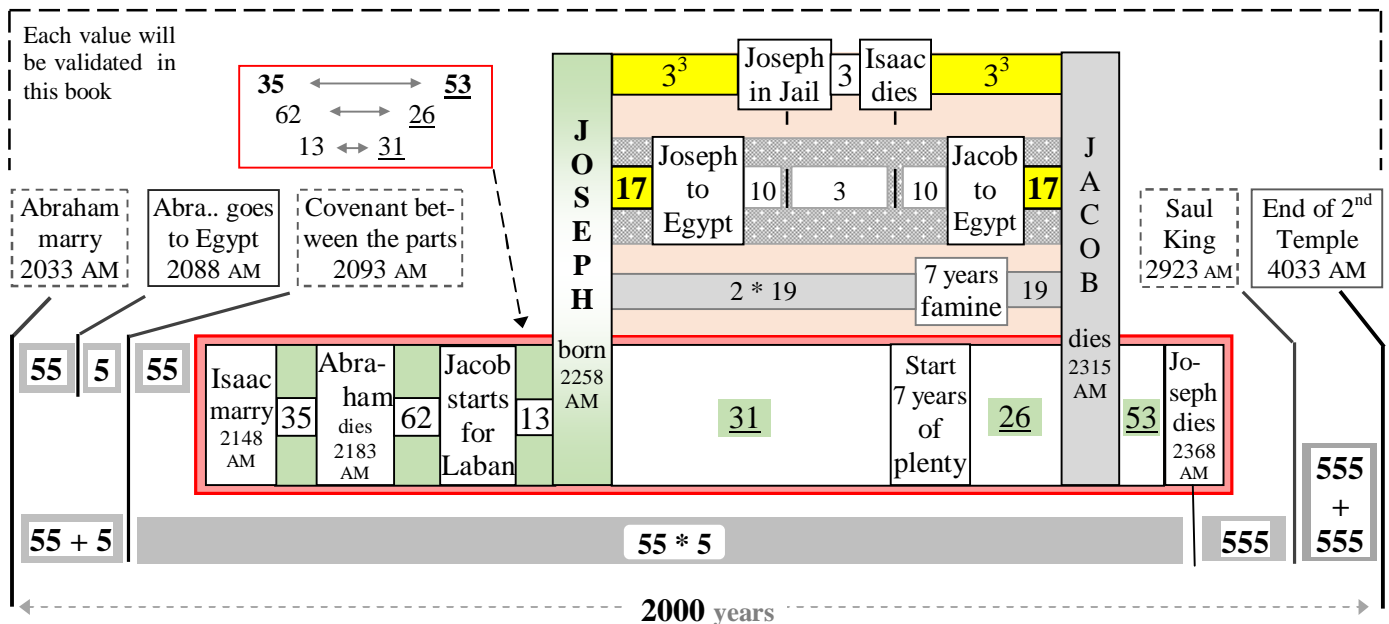 Each value will
be validated in
this book
35 53
62 26
13 31
3³ Joseph in Jail 3 Isaac dies 3³
JOSEPH
born
2258
AM
17 Joseph to Egypt 10 3 10 Jacob to Egypt 17
2 * 19 7 years famine 19
JACOB
dies
2315
AM
Abraham
marry
2033 AM
Abra.. goes
to Egypt
2088 AM
Covenant bet-
ween the parts
2093 AM
Saul
King
2923 AM
End of 2nd
Temple
4033 AM
55 5 55
Isaac
marry
2148
AM
35
Abra-
ham
dies
2183
AM
62
Jacob
starts
for
Laban
13
31
Start
7 years
of
plenty
26
53
Jo-
seph
dies
2368
AM
55 + 5
55 * 5
555
555
+
555
2000 years